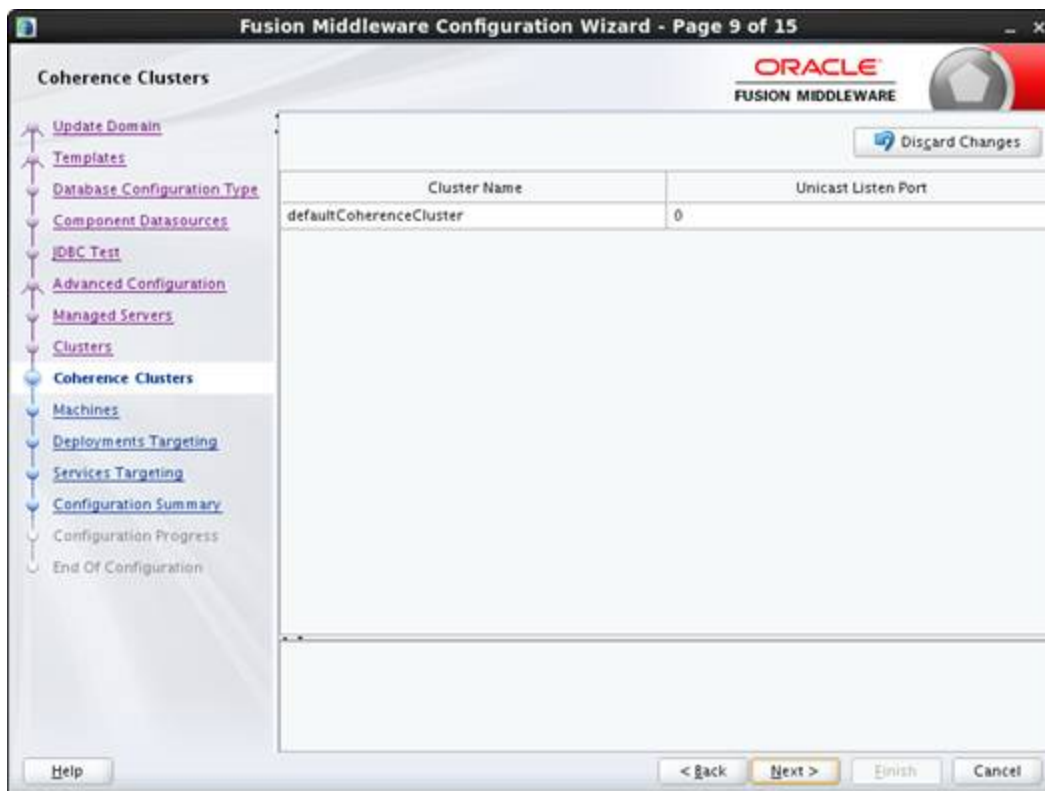 Fusion Middleware Configuration Wizard - Page 9 of 15
Coherence Clusters
ORACLE
FUSION MIDDLEWARE
Update Domain
Templates
Database Configuration Type
Component Datasources
JDBC Test
Advanced Configuration
Managed Servers
Clusters
Coherence Clusters
Machines
Deployments Targeting
Services Targeting
Configuration Summary
Configuration Progress
End Of Configuration
Discard Changes
Cluster Name Unicast Listen Port
defaultCoherenceCluster 0
Help < Back Next > Finish Cancel